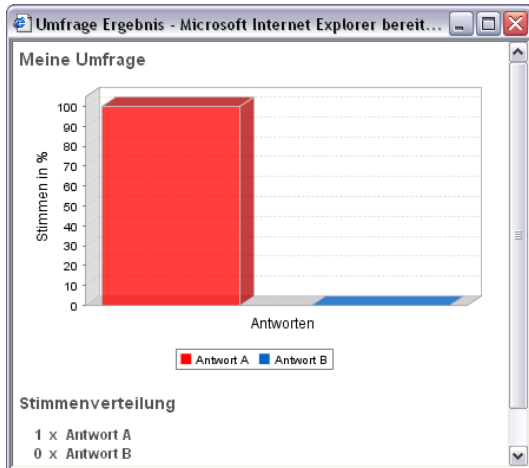 Umfrage Ergebnis - Microsoft Internet Explorer bereit...
Meine Umfrage
100
90
80
70
60
50
40
30
20
10
0
Stimmen in %
Antworten
Antwort A Antwort B
Stimmenverteilung
1 x Antwort A
0 x Antwort B